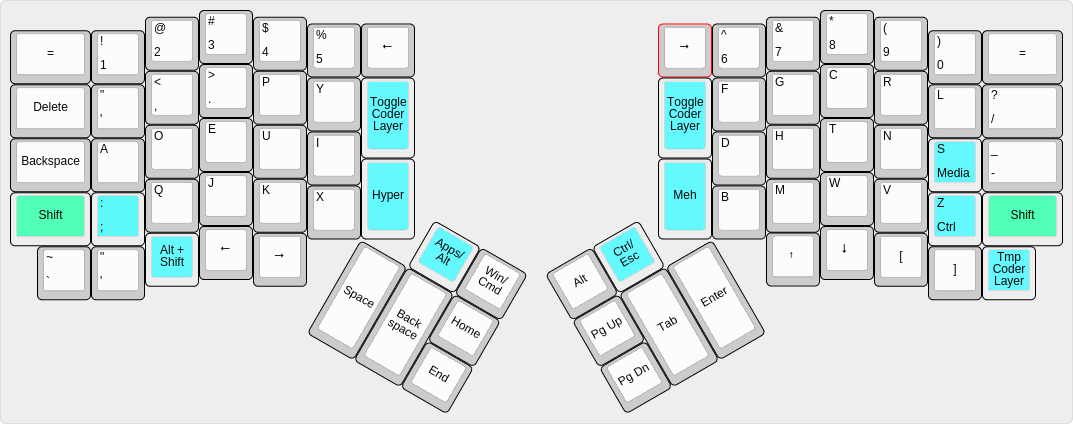 = ! 1 @ 2 # 3 $ 4 % 5 ← → ^ 6 & 7 * 8 ( 9 ) 0 =
Delete " ' < , > . P Y Toggle Coder Layer Toggle Coder Layer F G C R L ? /
Backspace A O E U I D H T N S Media _ -
Shift : ; Q J K X Hyper Meh B M W V Z Ctrl Shift
~ ` " ' Alt + Shift ← → ↑ ↓ [ ] Tmp Coder Layer
Apps/ Alt Win/ Cmd Alt Ctrl/ Esc
Space Back space Home Pg Up Tab Enter
End Pg Dn